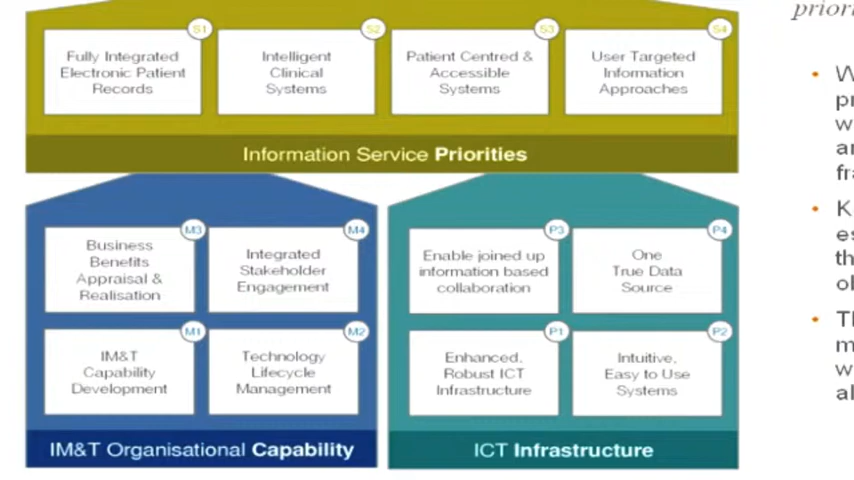 priori
S1
S2
S3
S4
Fully Integrated
Electronic Patient
Records
Intelligent
Clinical
Systems
Patient Centred &
Accessible
Systems
User Targeted
Information
Approaches
Information Service Priorities
M3
M4
Business
Benefits
Appraisal &
Realisation
Integrated
Stakeholder
Engagement
M1
M2
IM&T
Capability
Development
Technology
Lifecycle
Management
IM&T Organisational Capability
P3
P4
Enable joined up
information based
collaboration
One
True Data
Source
P1
P2
Enhanced,
Robust ICT
Infrastructure
Intuitive,
Easy to Use
Systems
ICT Infrastructure
• W
pr
w
ar
fra
• K
es
th
ol
• Tl
m
w
al